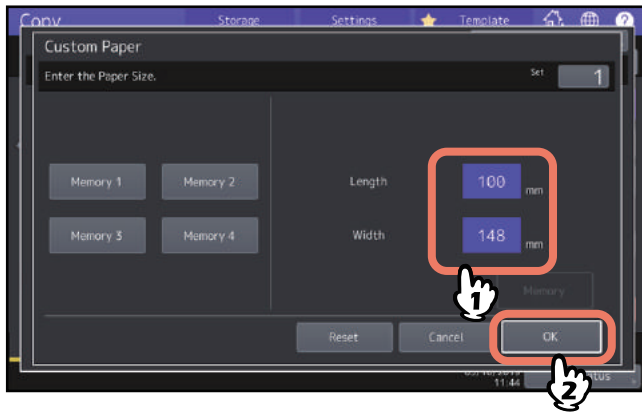 Copy Storage Settings Template
Custom Paper
Enter the Paper Size. Set 1
Memory 1 Memory 2 Length 100 mm
Memory 3 Memory 4 Width 148 mm
1
Memory
Reset Cancel OK
11:44
2